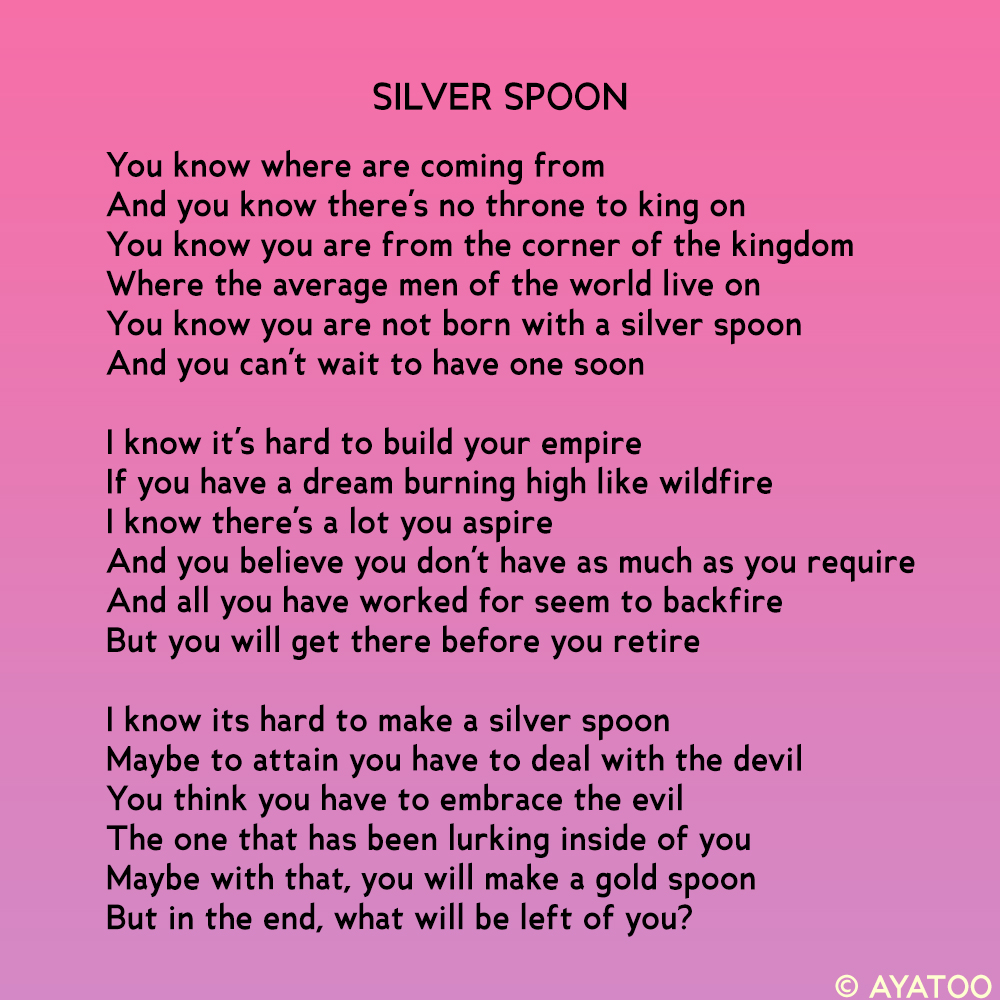 SILVER SPOON
You know where are coming from
And you know there's no throne to king on
You know you are from the corner of the kingdom
Where the average men of the world live on
You know you are not born with a silver spoon
And you can't wait to have one soon
I know it's hard to build your empire
If you have a dream burning high like wildfire
I know there's a lot you aspire
And you believe you don't have as much as you require
And all you have worked for seem to backfire
But you will get there before you retire
I know its hard to make a silver spoon
Maybe to attain you have to deal with the devil
You think you have to embrace the evil
The one that has been lurking inside of you
Maybe with that, you will make a gold spoon
But in the end, what will be left of you?
© AYATOO